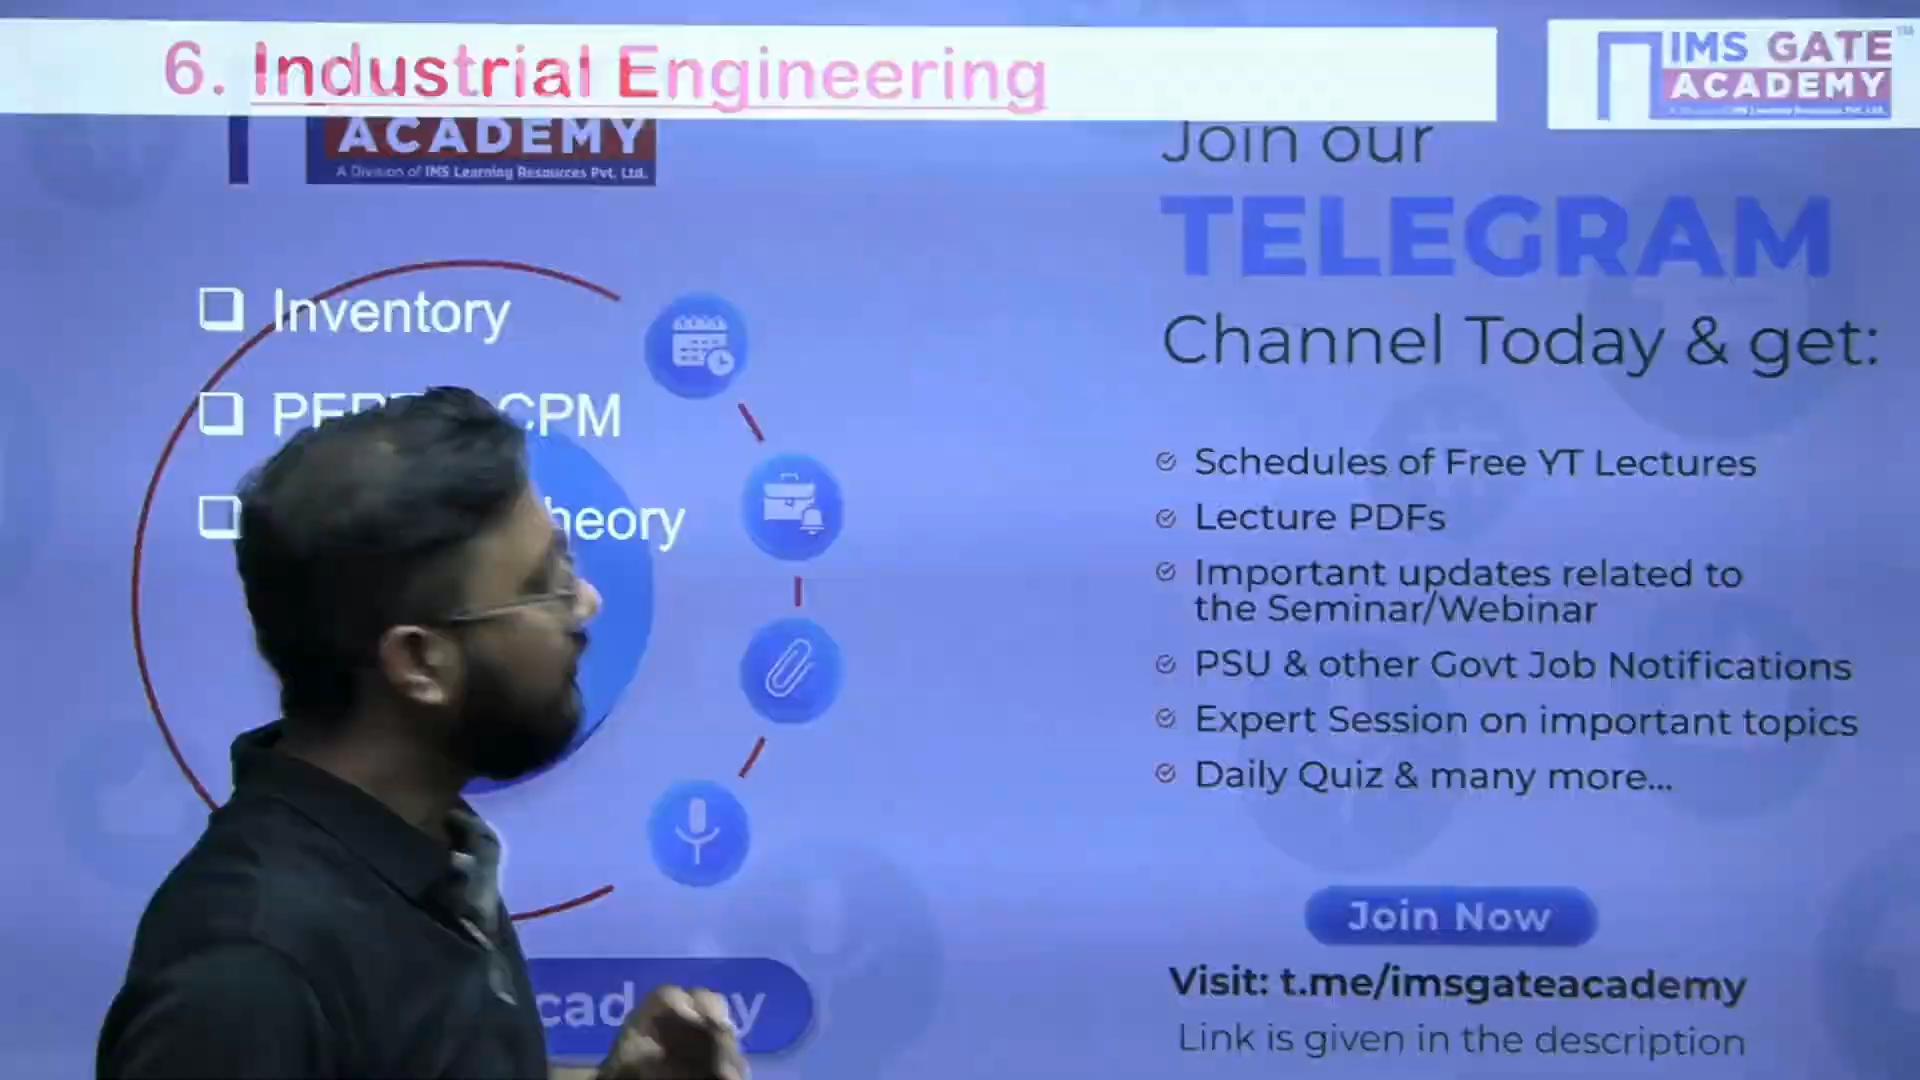 6. Industrial Engineering
IMS GATE
ACADEMY
ACADEMY
A Division of IMS Learning Resources Pvt. Ltd.
Join our
TELEGRAM
Channel Today & get:
Inventory
CPM
Schedules of Free YT Lectures
Lecture PDFs
Important updates related to
the Seminar/Webinar
PSU & other Govt Job Notifications
Expert Session on important topics
Daily Quiz & many more...
Join Now
Visit: t.me/imsgateacademy
Link is given in the description